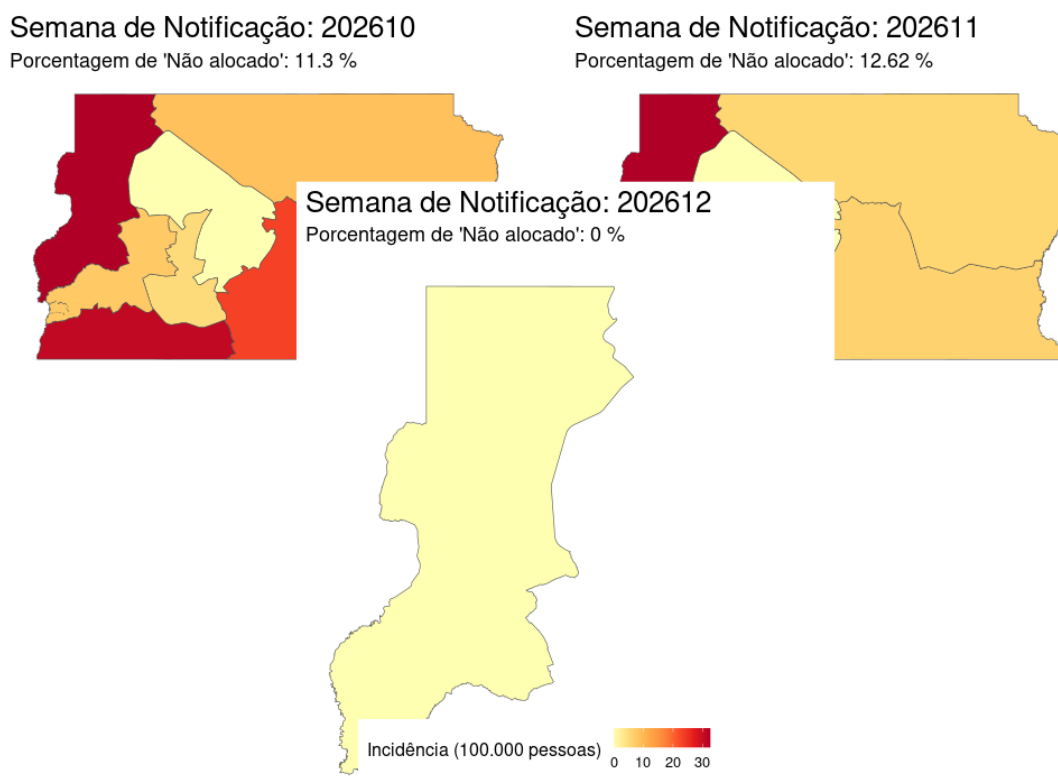 Semana de Notificação: 202610
Porcentagem de 'Não alocado': 11.3 %
Semana de Notificação: 202611
Porcentagem de 'Não alocado': 12.62 %
Semana de Notificação: 202612
Porcentagem de 'Não alocado': 0 %
Incidência (100.000 pessoas)
0 10 20 30